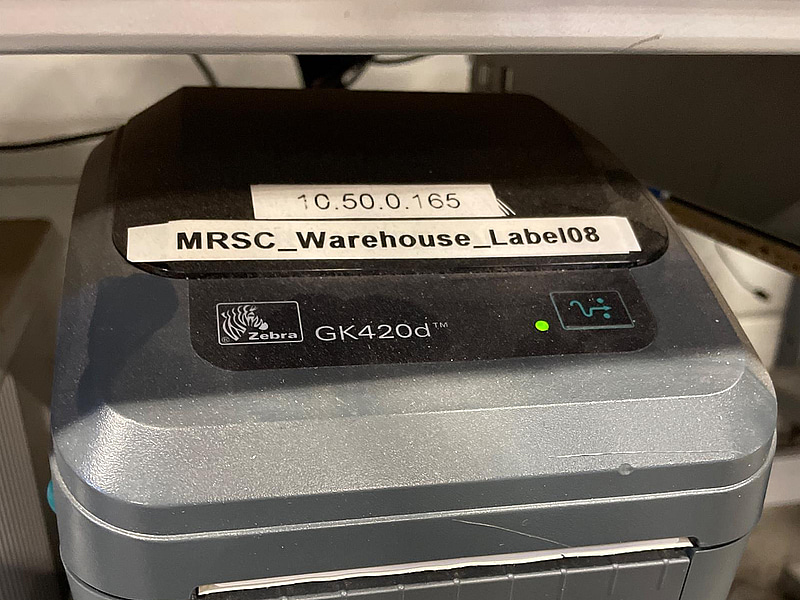 10.50.0.165
MRSC_Warehouse_Label08
Zebra GK420d™